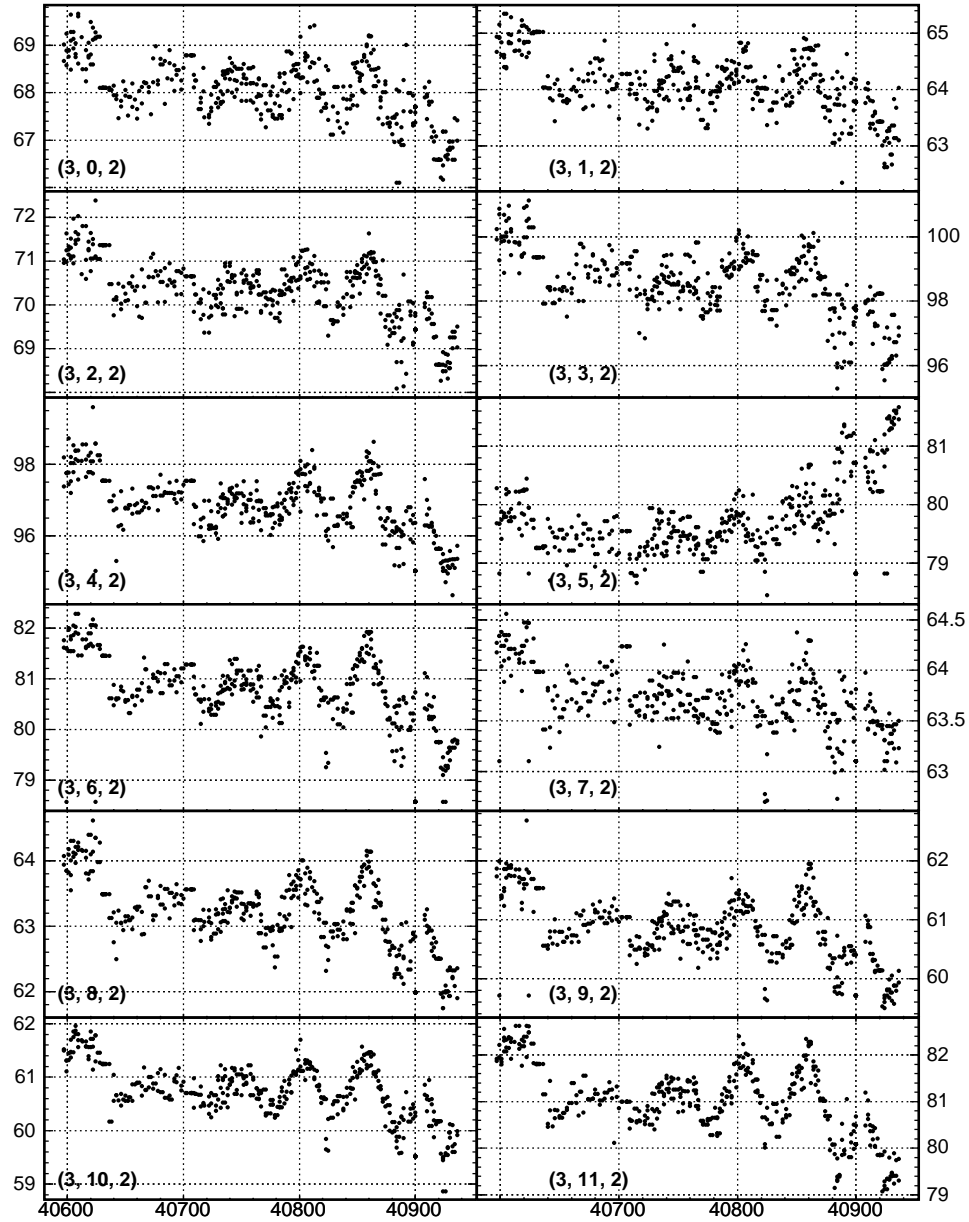 69
68
67
(3, 0, 2)
65
64
63
(3, 1, 2)
72
71
70
69
(3, 2, 2)
100
98
96
(3, 3, 2)
98
96
(3, 4, 2)
81
80
79
(3, 5, 2)
82
81
80
79
(3, 6, 2)
64.5
64
63.5
63
(3, 7, 2)
64
63
62
(3, 8, 2)
62
61
60
(3, 9, 2)
62
61
60
59
(3, 10, 2)
82
81
80
79
(3, 11, 2)
40600 40700 40800 40900
40700 40800 40900